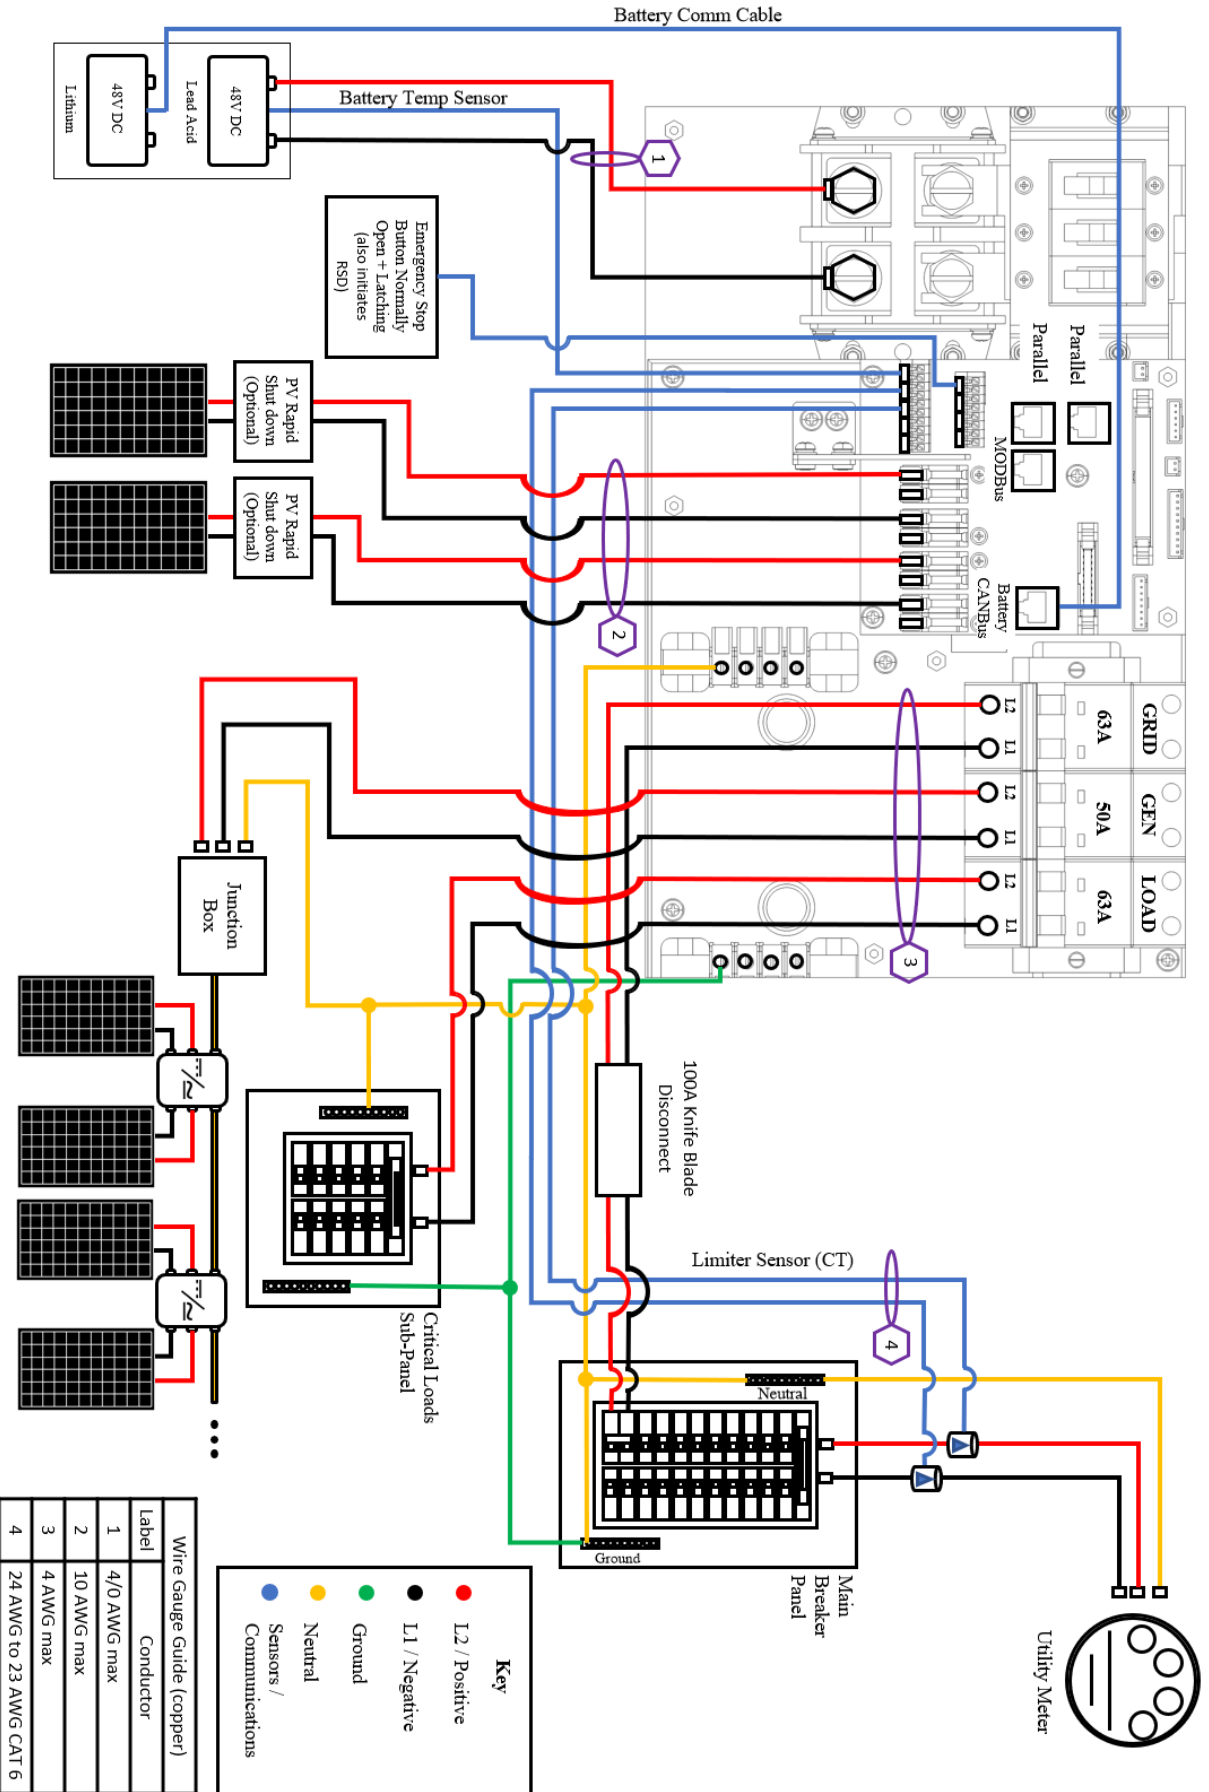 Battery Comm Cable
48V DC
Lithium
48V DC
Lead Acid
Battery Temp Sensor
1
Emergency Stop
Button Normally
Open + Latching
(also initiates
RSD)
Parallel
Parallel
MODBus
Battery
CANBus
PV Rapid
Shut down
(Optional)
PV Rapid
Shut down
(Optional)
2
GRID
63A
L2
L1
GEN
50A
L2
L1
LOAD
63A
L2
L1
3
Junction
Box
100A Knife Blade
Disconnect
Limiter Sensor (CT)
4
Critical Loads
Sub-Panel
Neutral
Ground
Main
Breaker
Panel
Utility Meter
Key
L2 / Positive
L1 / Negative
Ground
Neutral
Sensors /
Communications
Wire Gauge Guide (copper)
Label Conductor
1 4/0 AWG max
2 10 AWG max
3 4 AWG max
4 24 AWG to 23 AWG CAT 6